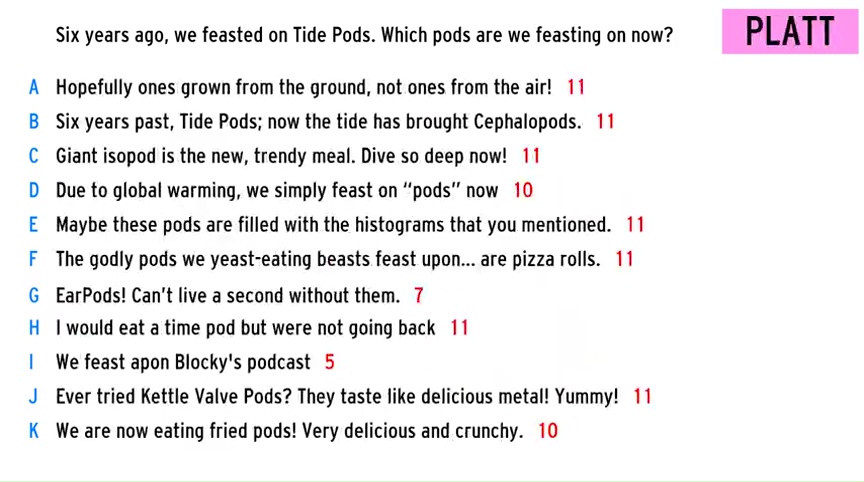 Six years ago, we feasted on Tide Pods. Which pods are we feasting on now?
PLATT
A Hopefully ones grown from the ground, not ones from the air! 11
B Six years past, Tide Pods; now the tide has brought Cephalopods. 11
C Giant isopod is the new, trendy meal. Dive so deep now! 11
D Due to global warming, we simply feast on “pods” now 10
E Maybe these pods are filled with the histograms that you mentioned. 11
F The godly pods we yeast-eating beasts feast upon... are pizza rolls. 11
G EarPods! Can't live a second without them. 7
H I would eat a time pod but were not going back 11
I We feast apon Blocky's podcast 5
J Ever tried Kettle Valve Pods? They taste like delicious metal! Yummy! 11
K We are now eating fried pods! Very delicious and crunchy. 10